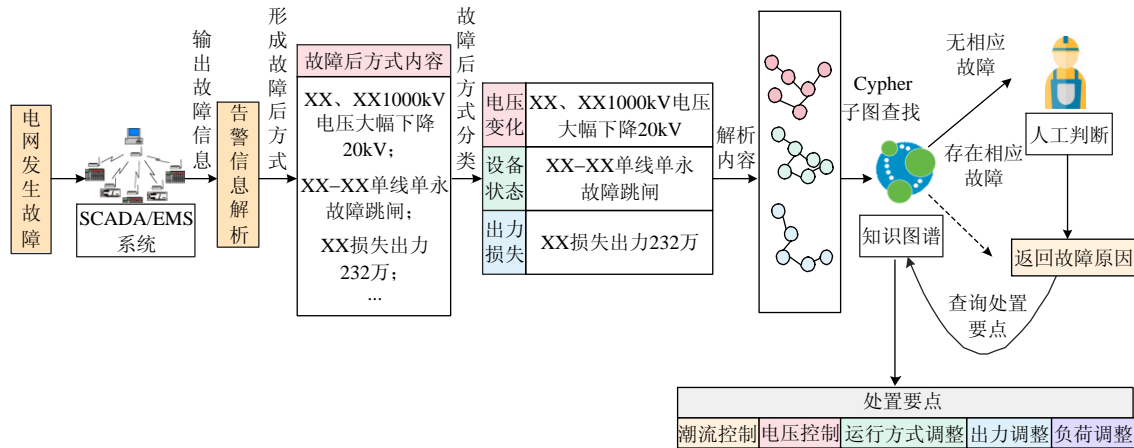 电网发生故障
SCADA/EMS
系统
输出故障信息
告警信息解析
形成故障后方式
故障后方式内容
XX、XX1000kV
电压大幅下降
20kV；
XX–XX单线单永
故障跳闸；
XX损失出力
232万；
...
故障后方式分类
电压
变化
XX、XX1000kV电压
大幅下降20kV
设备
状态
XX–XX单线单永
故障跳闸
出力
损失
XX损失出力232万
解析
内容
Cypher
子图查找
知识图谱
无相应
故障
存在相应
故障
人工判断
返回故障原因
查询处置
要点
处置要点
潮流控制
电压控制
运行方式调整
出力调整
负荷调整